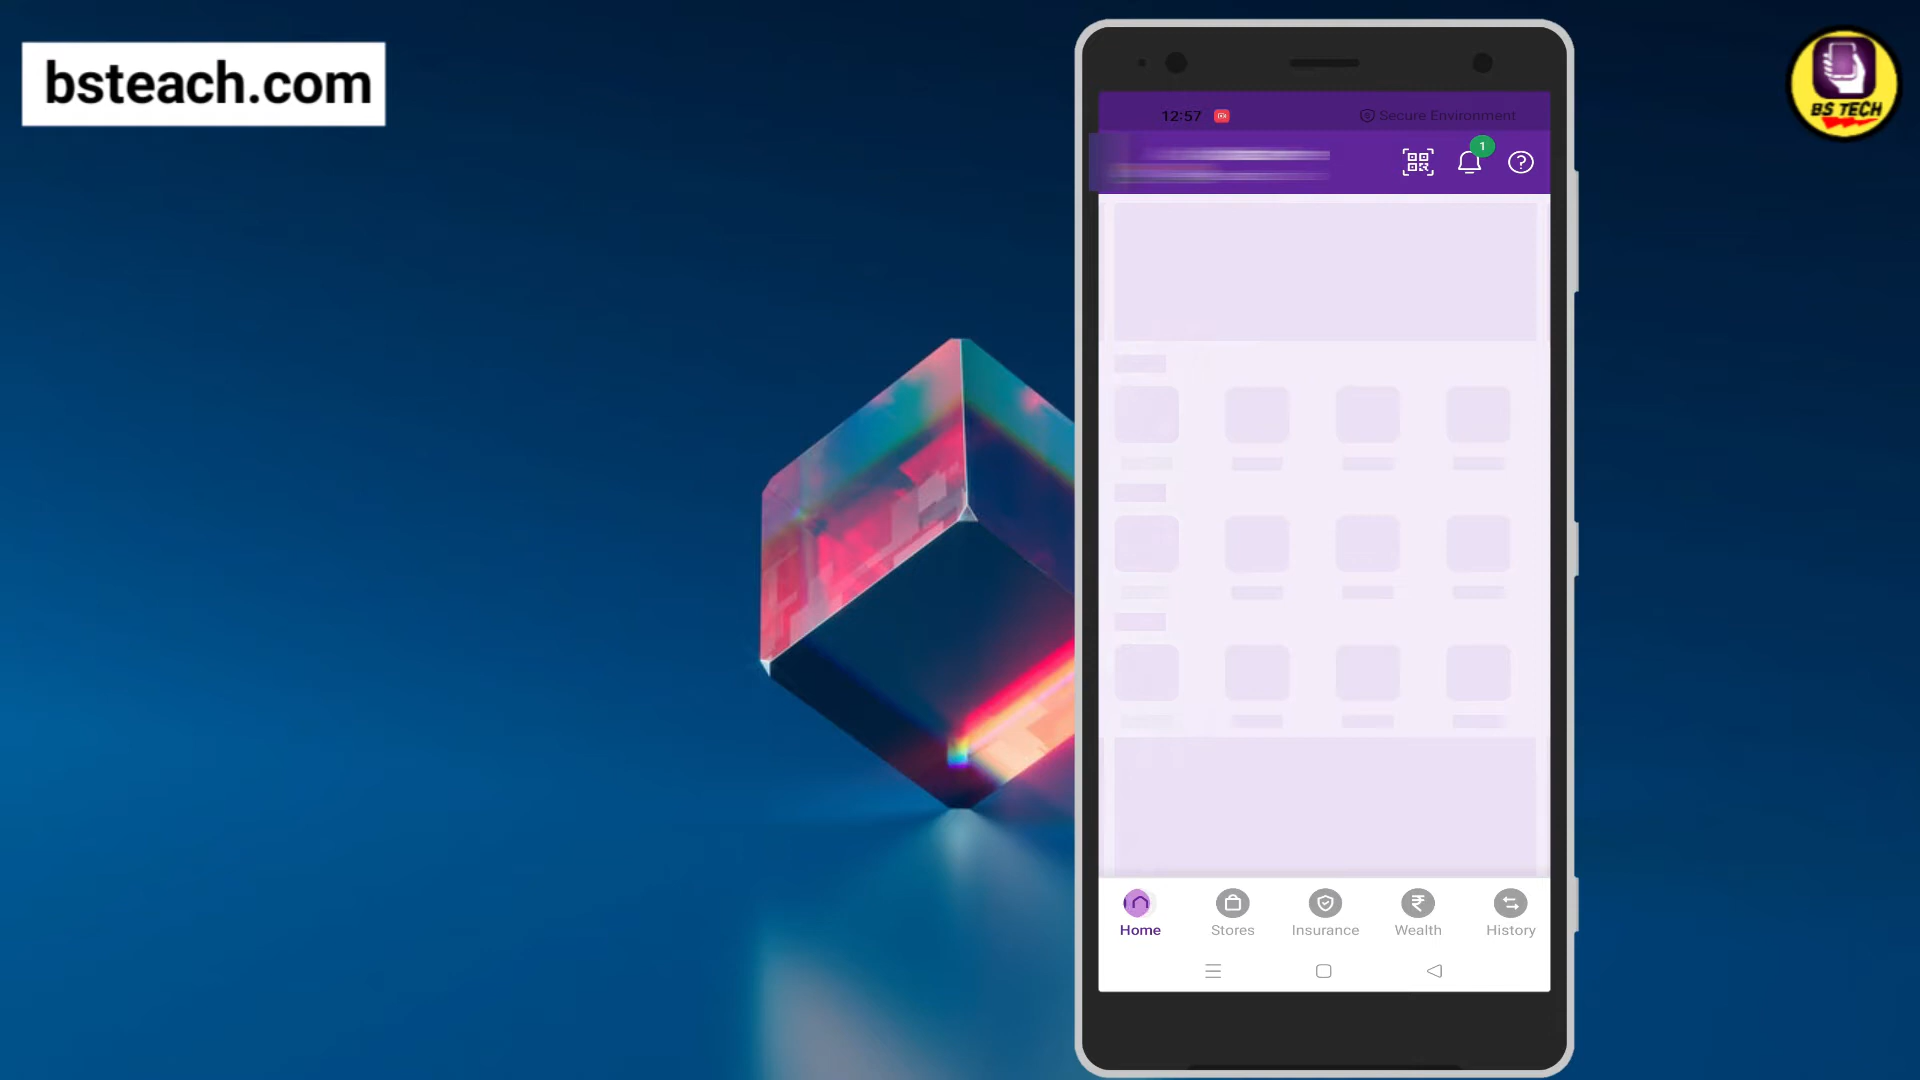 bsteach.com
BS TECH
12:57
Secure Environment
1
Home
Stores
Insurance
Wealth
History